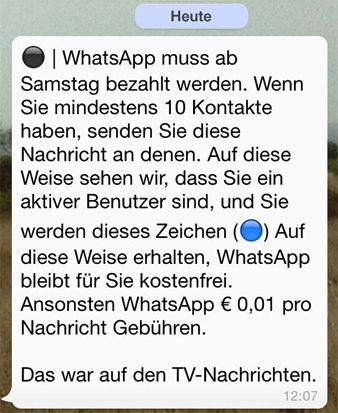 Heute
⚫ | WhatsApp muss ab
Samstag bezahlt werden. Wenn
Sie mindestens 10 Kontakte
haben, senden Sie diese
Nachricht an denen. Auf diese
Weise sehen wir, dass Sie ein
aktiver Benutzer sind, und Sie
werden dieses Zeichen (🔵) Auf
diese Weise erhalten, WhatsApp
bleibt für Sie kostenfrei.
Ansonsten WhatsApp € 0,01 pro
Nachricht Gebühren.
Das war auf den TV-Nachrichten.
12:07